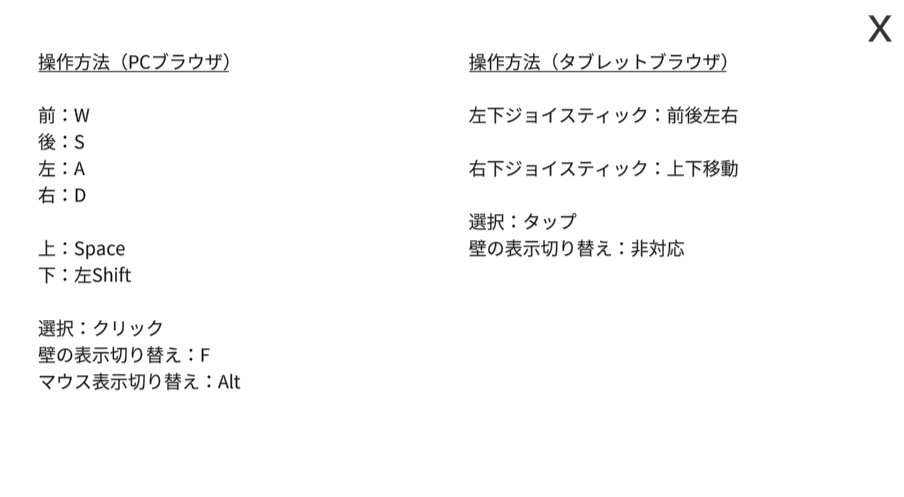 X
操作方法（PCブラウザ）
前：W
後：S
左：A
右：D
上：Space
下：左Shift
選択：クリック
壁の表示切り替え：F
マウス表示切り替え：Alt
操作方法（タブレットブラウザ）
左下ジョイスティック：前後左右
右下ジョイスティック：上下移動
選択：タップ
壁の表示切り替え：非対応